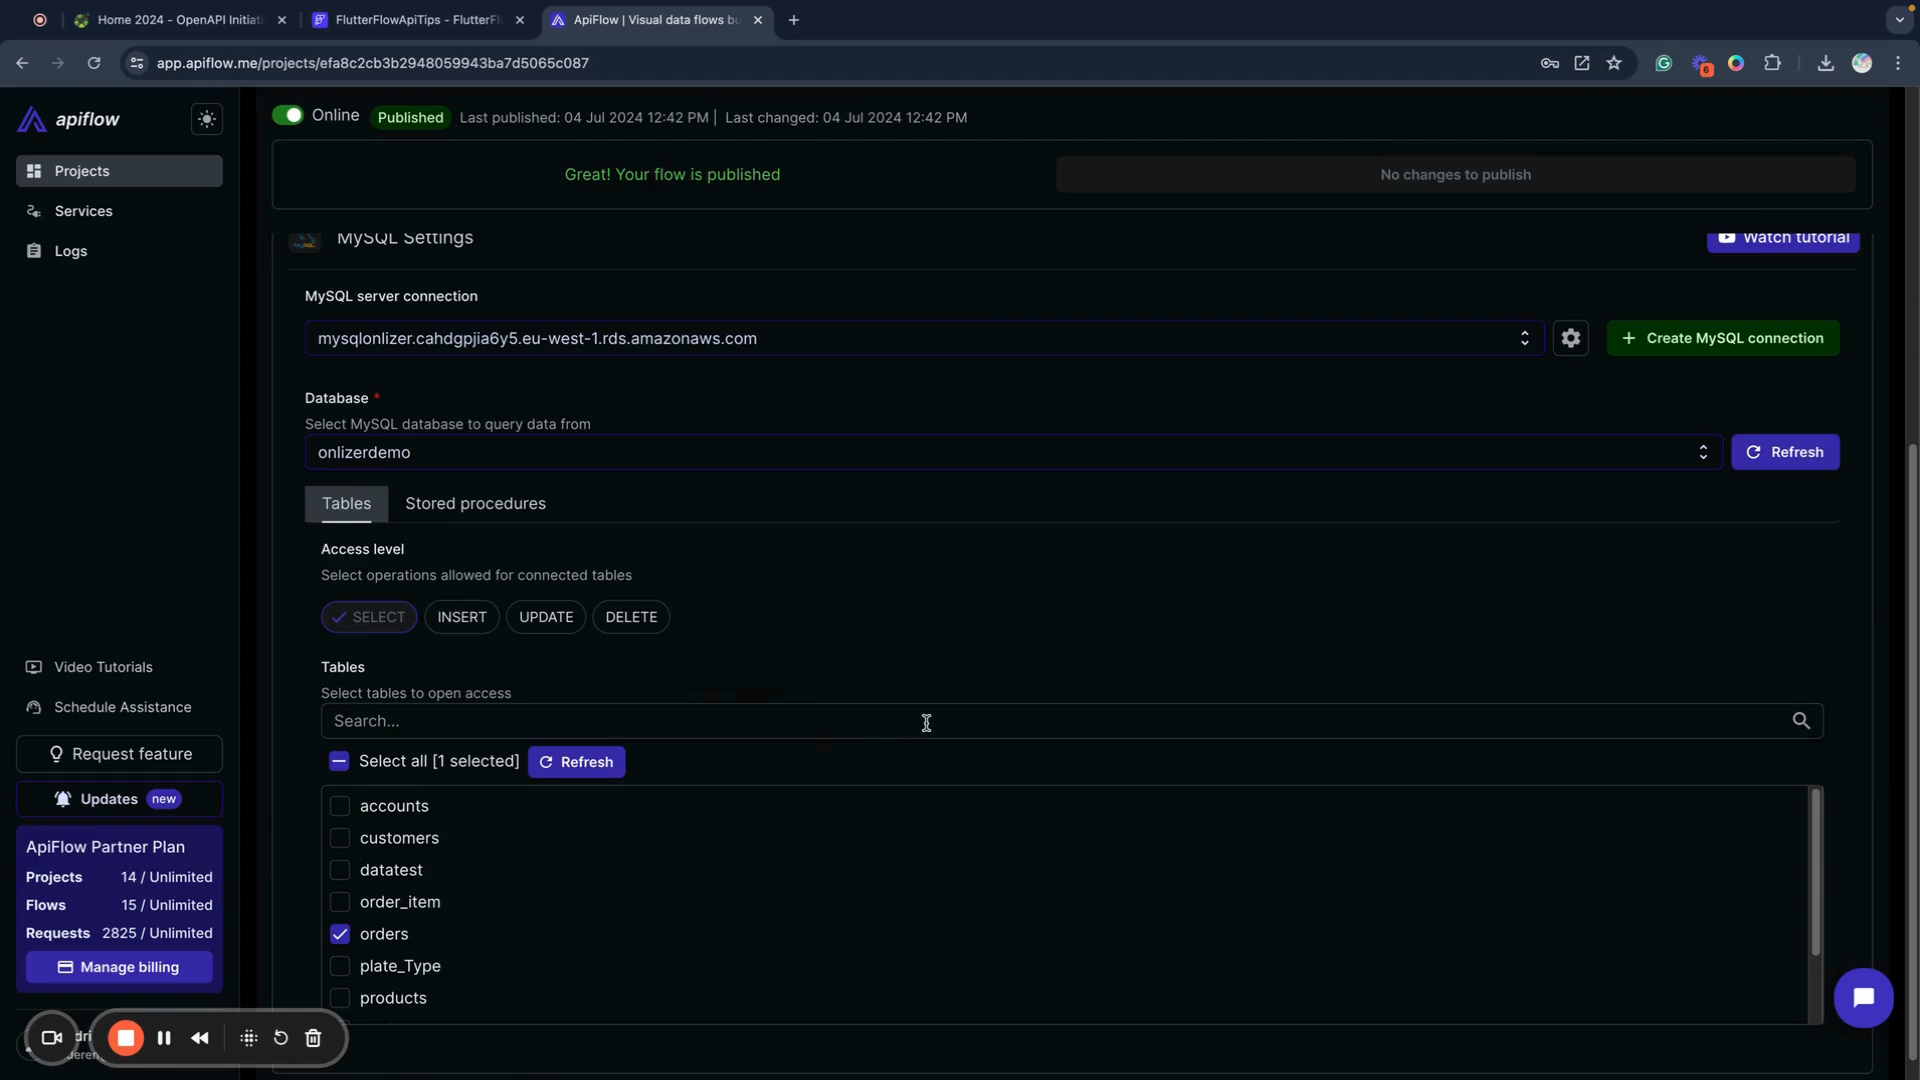 Home 2024 - OpenAPI Initiati
FlutterFlowApiTips - FlutterFl
ApiFlow | Visual data flows bu
app.apiflow.me/projects/efa8c2cb3b2948059943ba7d5065c087
6
apiflow
Projects
Services
Logs
Video Tutorials
Schedule Assistance
Request feature
Updates new
ApiFlow Partner Plan
Projects 14 / Unlimited
Flows 15 / Unlimited
Requests 2825 / Unlimited
Manage billing
Online Published Last published: 04 Jul 2024 12:42 PM | Last changed: 04 Jul 2024 12:42 PM
Great! Your flow is published
No changes to publish
MySQL Settings
Watch tutorial
MySQL server connection
mysqlonlizer.cahdgpjia6y5.eu-west-1.rds.amazonaws.com
+ Create MySQL connection
Database *
Select MySQL database to query data from
onlizerdemo
Refresh
Tables Stored procedures
Access level
Select operations allowed for connected tables
SELECT INSERT UPDATE DELETE
Tables
Select tables to open access
Search...
Select all [1 selected] Refresh
accounts
customers
datatest
order_item
orders
plate_Type
products